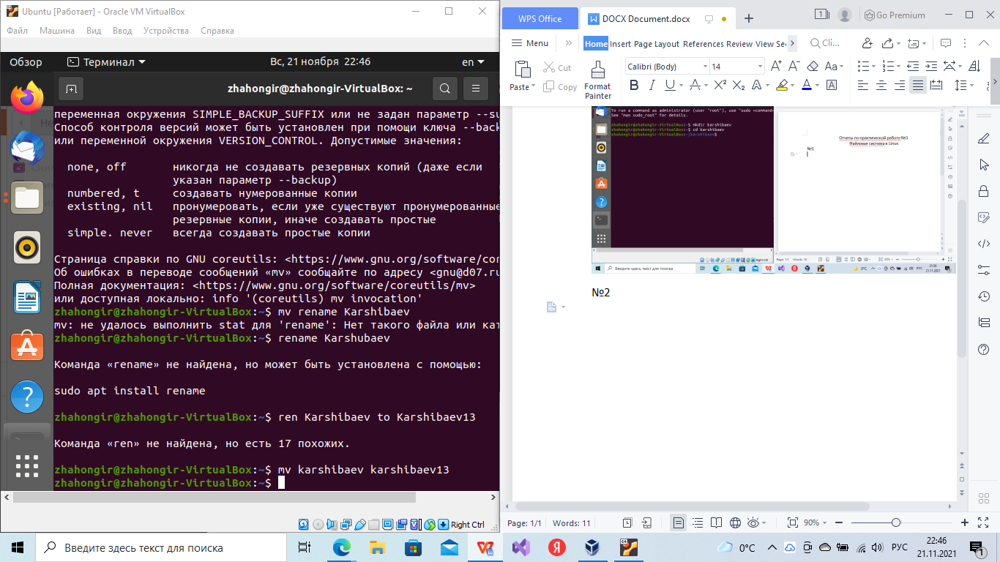 Ubuntu [Работает] - Oracle VM VirtualBox
Файл Машина Вид Ввод Устройства Справка
Обзор Терминал Вс, 21 ноября 22:46 en
zhahongir@zhahongir-VirtualBox: ~
переменная окружения SIMPLE_BACKUP_SUFFIX или не задан параметр --su
Способ контроля версий может быть установлен при помощи ключа --back
или переменной окружения VERSION_CONTROL. Допустимые значения:
none, off никогда не создавать резервных копий (даже если
указан параметр --backup)
numbered, t создавать нумерованные копии
existing, nil пронумеровать, если уже существуют пронумерованные
резервные копии, иначе создавать простые
simple. never всегда создавать простые копии
Страница справки по GNU coreutils: <https://www.gnu.org/software/cor
Об ошибках в переводе сообщений «mv» сообщайте по адресу <gnu@d07.ru
Полная документация: <https://www.gnu.org/software/coreutils/mv>
или доступная локально: info '(coreutils) mv invocation'
zhahongir@zhahongir-VirtualBox:~$ mv rename Karshibaev
mv: не удалось выполнить stat для 'rename': Нет такого файла или кат
zhahongir@zhahongir-VirtualBox:~$ rename Karshubaev
Команда «rename» не найдена, но может быть установлена с помощью:
sudo apt install rename
zhahongir@zhahongir-VirtualBox:~$ ren Karshibaev to Karshibaev13
Команда «ren» не найдена, но есть 17 похожих.
zhahongir@zhahongir-VirtualBox:~$ mv karshibaev karshibaev13
zhahongir@zhahongir-VirtualBox:~$
Right Ctrl
WPS Office DOCX Document.docx 1 Go Premium
Menu Home Insert Page Layout References Review View Sec Cli...
Paste Cut Copy Format Painter Calibri (Body) 14
To run a command as administrator (user "root"), use "sudo <command
See "man sudo_root" for details.
zhahongir@zhahongir-VirtualBox:~$ mkdir karshibaev
zhahongir@zhahongir-VirtualBox:~$ cd karshibaev
zhahongir@zhahongir-VirtualBox:~/karshibaev$
Отчеты по практической работе №3
Файловая система в Linux
№1
Введите здесь текст для поиска
21.11.2021
№2
Page: 1/1 Words: 11 90%
Введите здесь текст для поиска
0°C РУС 22:46
21.11.2021
1